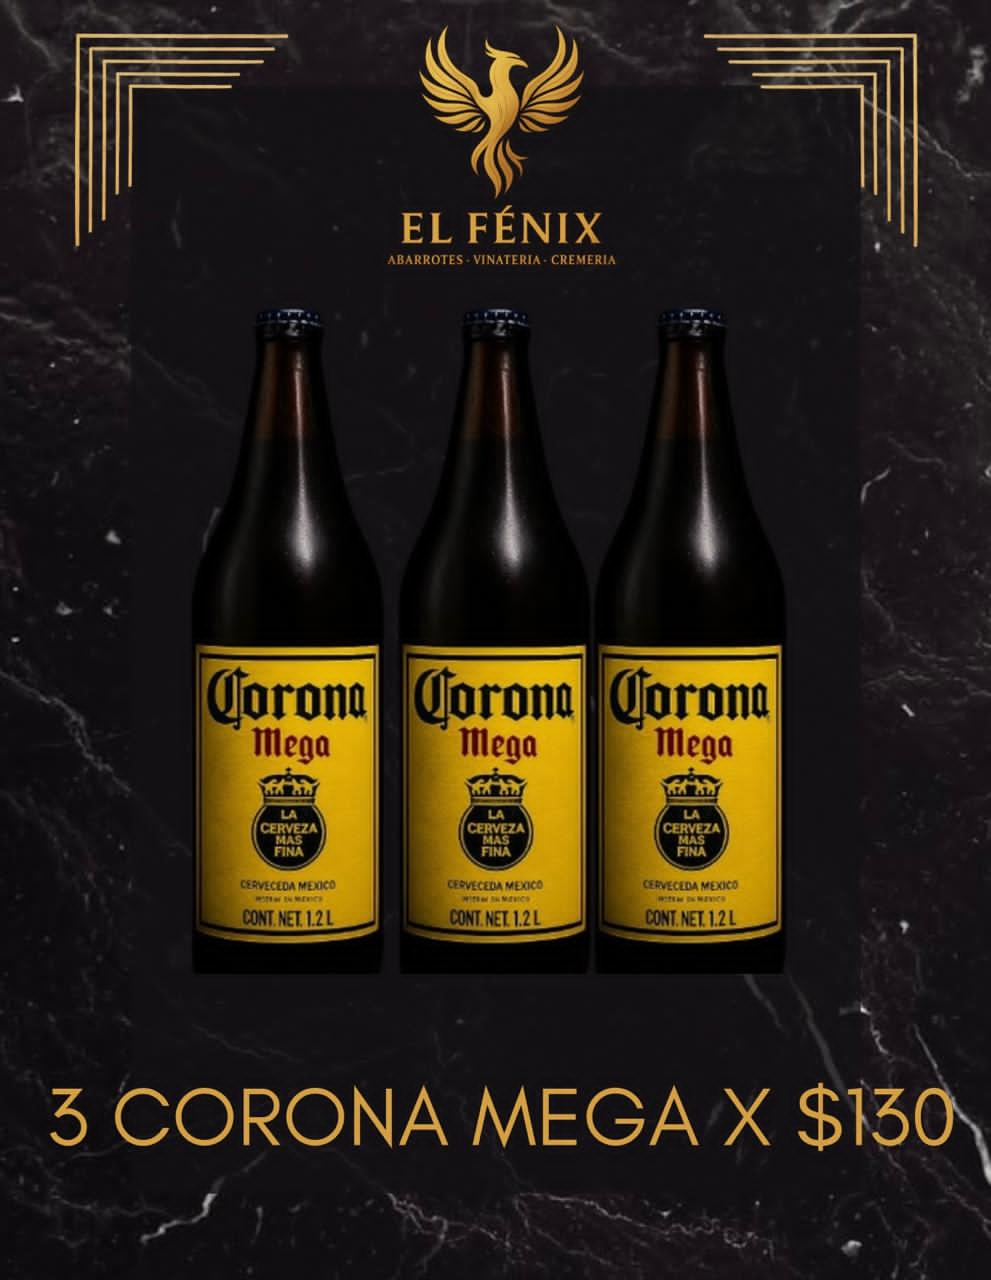 EL FÉNIX
ABARROTES · VINATERIA · CREMERIA
Corona
Mega
LA
CERVEZA
MAS
FINA
CERVECEDA MEXICO
CONT. NET. 1.2 L
Corona
Mega
LA
CERVEZA
MAS
FINA
CERVECEDA MEXICO
CONT. NET. 1.2 L
Corona
Mega
LA
CERVEZA
MAS
FINA
CERVECEDA MEXICO
CONT. NET. 1.2 L
3 CORONA MEGA X $130